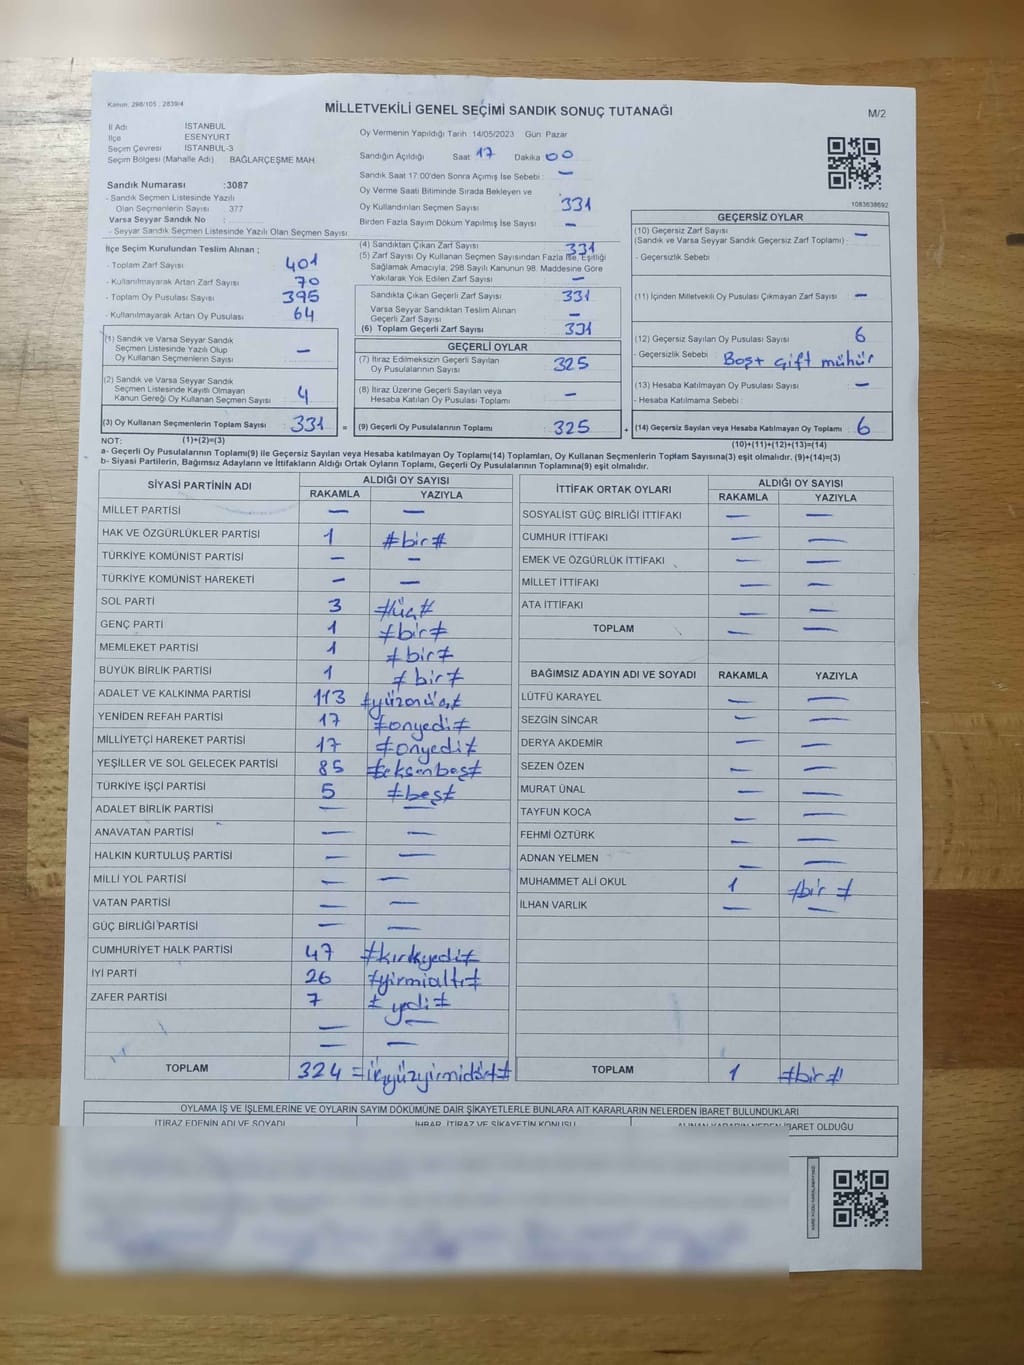 Kanun, 298/105 , 2839/4
MİLLETVEKİLİ GENEL SEÇİMİ SANDIK SONUÇ TUTANAĞI
M/2
İl Adı İSTANBUL
İlçe ESENYURT
Seçim Çevresi İSTANBUL-3
Seçim Bölgesi (Mahalle Adı) BAĞLARÇEŞME MAH.
Sandık Numarası :3087
- Sandık Seçmen Listesinde Yazılı
Olan Seçmenlerin Sayısı : 377
Varsa Seyyar Sandık No :
- Seyyar Sandık Seçmen Listesinde Yazılı Olan Seçmen Sayısı:
Oy Vermenin Yapıldığı Tarih :14/05/2023 Gün: Pazar
Sandığın Açıldığı Saat 17 Dakika 00
Sandık Saat 17:00'den Sonra Açılmış İse Sebebi : —
Oy Verme Saati Bitiminde Sırada Bekleyen ve
Oy Kullandırılan Seçmen Sayısı : 331
Birden Fazla Sayım Döküm Yapılmış İse Sayısı : —
1083638692
İlçe Seçim Kurulundan Teslim Alınan ;
- Toplam Zarf Sayısı : 401
- Kullanılmayarak Artan Zarf Sayısı : 70
- Toplam Oy Pusulası Sayısı : 395
- Kullanılmayarak Artan Oy Pusulası : 64
(1) Sandık ve Varsa Seyyar Sandık
Seçmen Listesinde Yazılı Olup
Oy Kullanan Seçmenlerin Sayısı : —
(2) Sandık ve Varsa Seyyar Sandık
Seçmen Listesinde Kayıtlı Olmayan
Kanun Gereği Oy Kullanan Seçmen Sayısı : 4
(3) Oy Kullanan Seçmenlerin Toplam Sayısı : 331 =
(4) Sandıktan Çıkan Zarf Sayısı : 331
(5) Zarf Sayısı Oy Kullanan Seçmen Sayısından Fazla İse, Eşitliği
Sağlamak Amacıyla, 298 Sayılı Kanunun 98. Maddesine Göre
Yakılarak Yok Edilen Zarf Sayısı : —
Sandıkta Çıkan Geçerli Zarf Sayısı : 331
Varsa Seyyar Sandıktan Teslim Alınan
Geçerli Zarf Sayısı : —
(6) Toplam Geçerli Zarf Sayısı : 331
GEÇERLİ OYLAR
(7) İtiraz Edilmeksizin Geçerli Sayılan
Oy Pusulalarının Sayısı : 325
(8) İtiraz Üzerine Geçerli Sayılan veya
Hesaba Katılan Oy Pusulası Toplamı : —
(9) Geçerli Oy Pusulalarının Toplamı : 325 +
GEÇERSİZ OYLAR
(10) Geçersiz Zarf Sayısı : —
(Sandık ve Varsa Seyyar Sandık Geçersiz Zarf Toplamı) :
- Geçersizlik Sebebi :
(11) İçinden Milletvekili Oy Pusulası Çıkmayan Zarf Sayısı : —
(12) Geçersiz Sayılan Oy Pusulası Sayısı : 6
- Geçersizlik Sebebi : Boş+ çift mühür
(13) Hesaba Katılmayan Oy Pusulası Sayısı : —
- Hesaba Katılmama Sebebi :
(14) Geçersiz Sayılan veya Hesaba Katılmayan Oy Toplamı : 6
NOT: (1)+(2)=(3) (10)+(11)+(12)+(13)=(14)
a- Geçerli Oy Pusulalarının Toplamı(9) ile Geçersiz Sayılan veya Hesaba katılmayan Oy Toplamı(14) Toplamları, Oy Kullanan Seçmenlerin Toplam Sayısına(3) eşit olmalıdır. (9)+(14)=(3)
b- Siyasi Partilerin, Bağımsız Adayların ve İttifakların Aldığı Ortak Oyların Toplamı, Geçerli Oy Pusulalarının Toplamına(9) eşit olmalıdır.
SİYASİ PARTİNİN ADI ALDIĞI OY SAYISI
RAKAMLA YAZIYLA
MİLLET PARTİSİ — —
HAK VE ÖZGÜRLÜKLER PARTİSİ 1 #bir#
TÜRKİYE KOMÜNİST PARTİSİ — —
TÜRKİYE KOMÜNİST HAREKETİ — —
SOL PARTİ 3 #üç#
GENÇ PARTİ 1 #bir#
MEMLEKET PARTİSİ 1 #bir#
BÜYÜK BİRLİK PARTİSİ 1 #bir#
ADALET VE KALKINMA PARTİSİ 113 #yüzonüç#
YENİDEN REFAH PARTİSİ 17 #onyedi#
MİLLİYETÇİ HAREKET PARTİSİ 17 #onyedi#
YEŞİLLER VE SOL GELECEK PARTİSİ 85 #seksenbeş#
TÜRKİYE İŞÇİ PARTİSİ 5 #beş#
ADALET BİRLİK PARTİSİ — —
ANAVATAN PARTİSİ — —
HALKIN KURTULUŞ PARTİSİ — —
MİLLİ YOL PARTİSİ — —
VATAN PARTİSİ — —
GÜÇ BİRLİĞİ PARTİSİ — —
CUMHURİYET HALK PARTİSİ 47 #kırkyedi#
İYİ PARTİ 26 #yirmialtı#
ZAFER PARTİSİ 7 #yedi#
— —
— —
TOPLAM 324
İTTİFAK ORTAK OYLARI ALDIĞI OY SAYISI
RAKAMLA YAZIYLA
SOSYALİST GÜÇ BİRLİĞİ İTTİFAKI — —
CUMHUR İTTİFAKI — —
EMEK VE ÖZGÜRLÜK İTTİFAKI — —
MİLLET İTTİFAKI — —
ATA İTTİFAKI — —
TOPLAM — —
BAĞIMSIZ ADAYIN ADI VE SOYADI RAKAMLA YAZIYLA
LÜTFÜ KARAYEL — —
SEZGİN SİNCAR — —
DERYA AKDEMİR — —
SEZEN ÖZEN — —
MURAT ÜNAL — —
TAYFUN KOCA — —
FEHMİ ÖZTÜRK — —
ADNAN YELMEN — —
MUHAMMET ALİ OKUL 1 #bir#
İLHAN VARLIK — —
TOPLAM 1 #bir#
OYLAMA İŞ VE İŞLEMLERİNE VE OYLARIN SAYIM DÖKÜMÜNE DAİR ŞİKAYETLERLE BUNLARA AİT KARARLARIN NELERDEN İBARET BULUNDUKLARI
İTİRAZ EDENİN ADI VE SOYADI İHBAR, İTİRAZ VE ŞİKAYETİN KONUSU ALINAN KARARIN NEDEN İBARET OLDUĞU